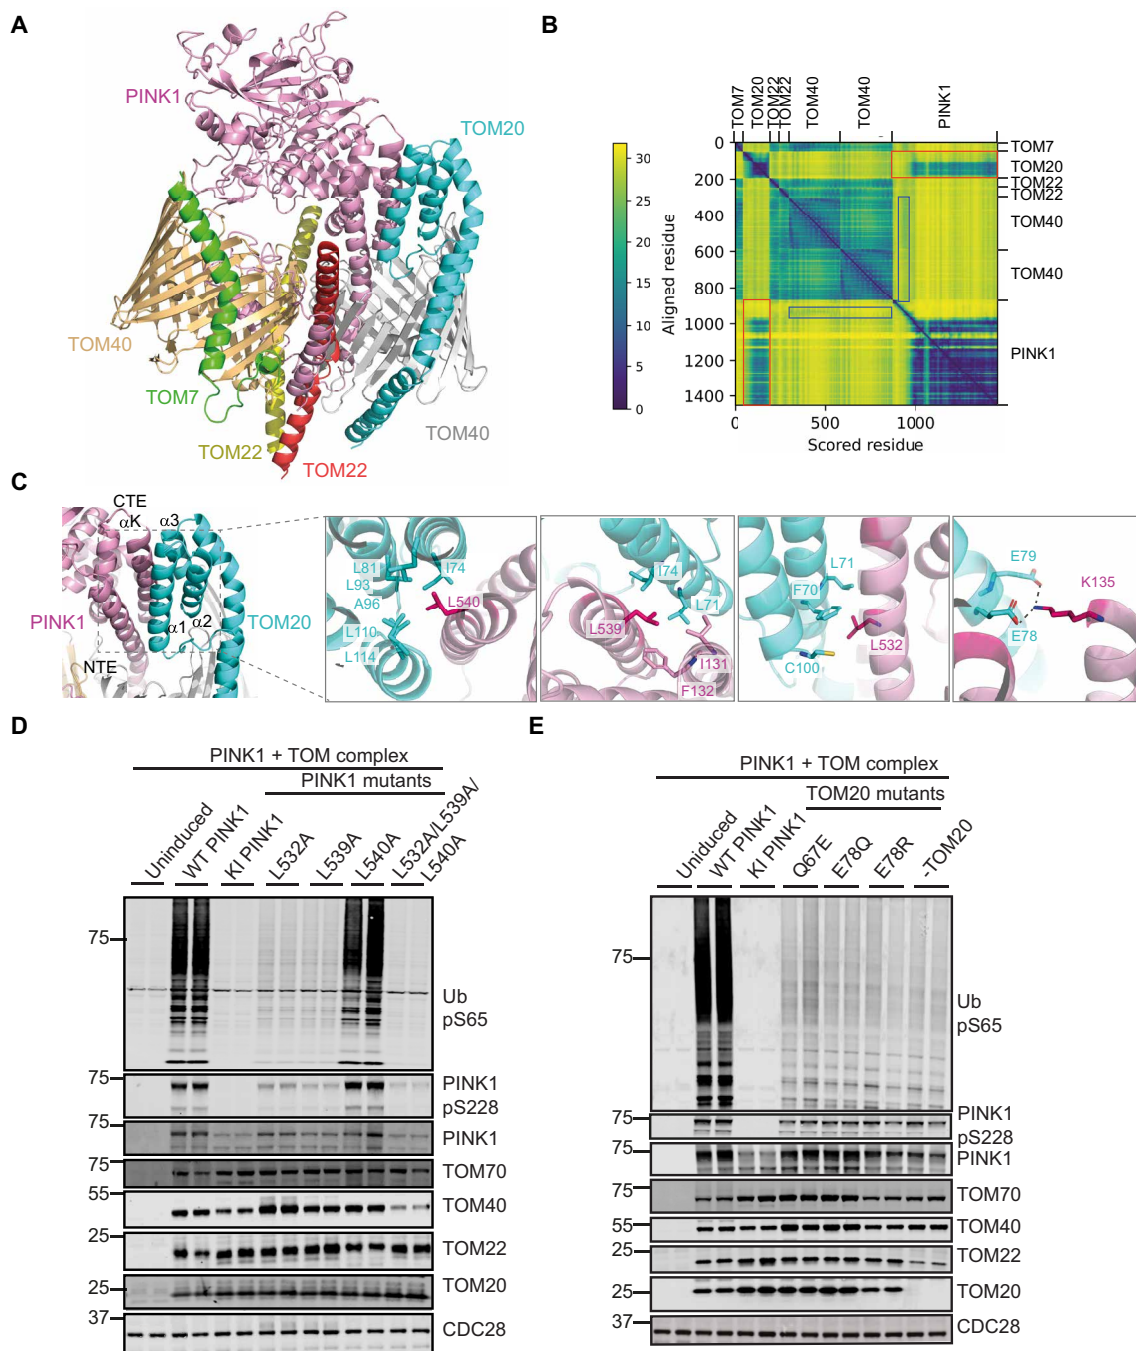 A
PINK1
TOM20
TOM40
TOM7
TOM22
TOM22
TOM40
B
TOM7
TOM20
TOM22
TOM22
TOM40
TOM40
PINK1
30
25
20
15
10
5
0
Aligned residue
0
200
400
600
800
1000
1200
1400
0
500
1000
Scored residue
TOM7
TOM20
TOM22
TOM22
TOM40
TOM40
PINK1
C
CTE
αK
α3
PINK1
α1
α2
TOM20
NTE
L81
L93
A96
I74
L540
L110
L114
I74
L71
L539
I131
F132
L71
F70
L532
C100
E79
K135
E78
D
PINK1 + TOM complex
PINK1 mutants
Uninduced
WT PINK1
KI PINK1
L532A
L539A
L540A
L532A/L539A/
L540A
75
Ub
pS65
75
PINK1
pS228
75
PINK1
75
TOM70
55
TOM40
25
TOM22
25
TOM20
37
CDC28
E
PINK1 + TOM complex
TOM20 mutants
Uniduced
WT PINK1
KI PINK1
Q67E
E78Q
E78R
-TOM20
75
Ub
pS65
75
PINK1
pS228
75
PINK1
75
TOM70
55
TOM40
25
TOM22
25
TOM20
37
CDC28